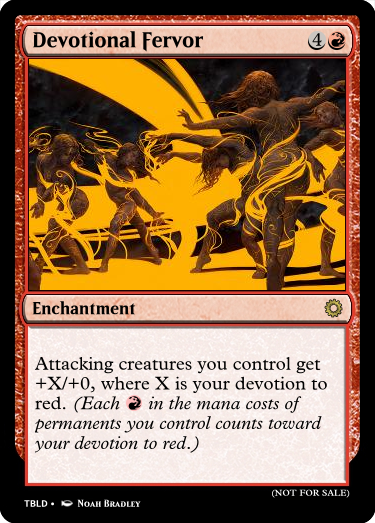 Devotional Fervor 4
Enchantment
Attacking creatures you control get
+X/+0, where X is your devotion to
red. (Each in the mana costs of
permanents you control counts toward
your devotion to red.)
(NOT FOR SALE)
TBLD • NOAH BRADLEY